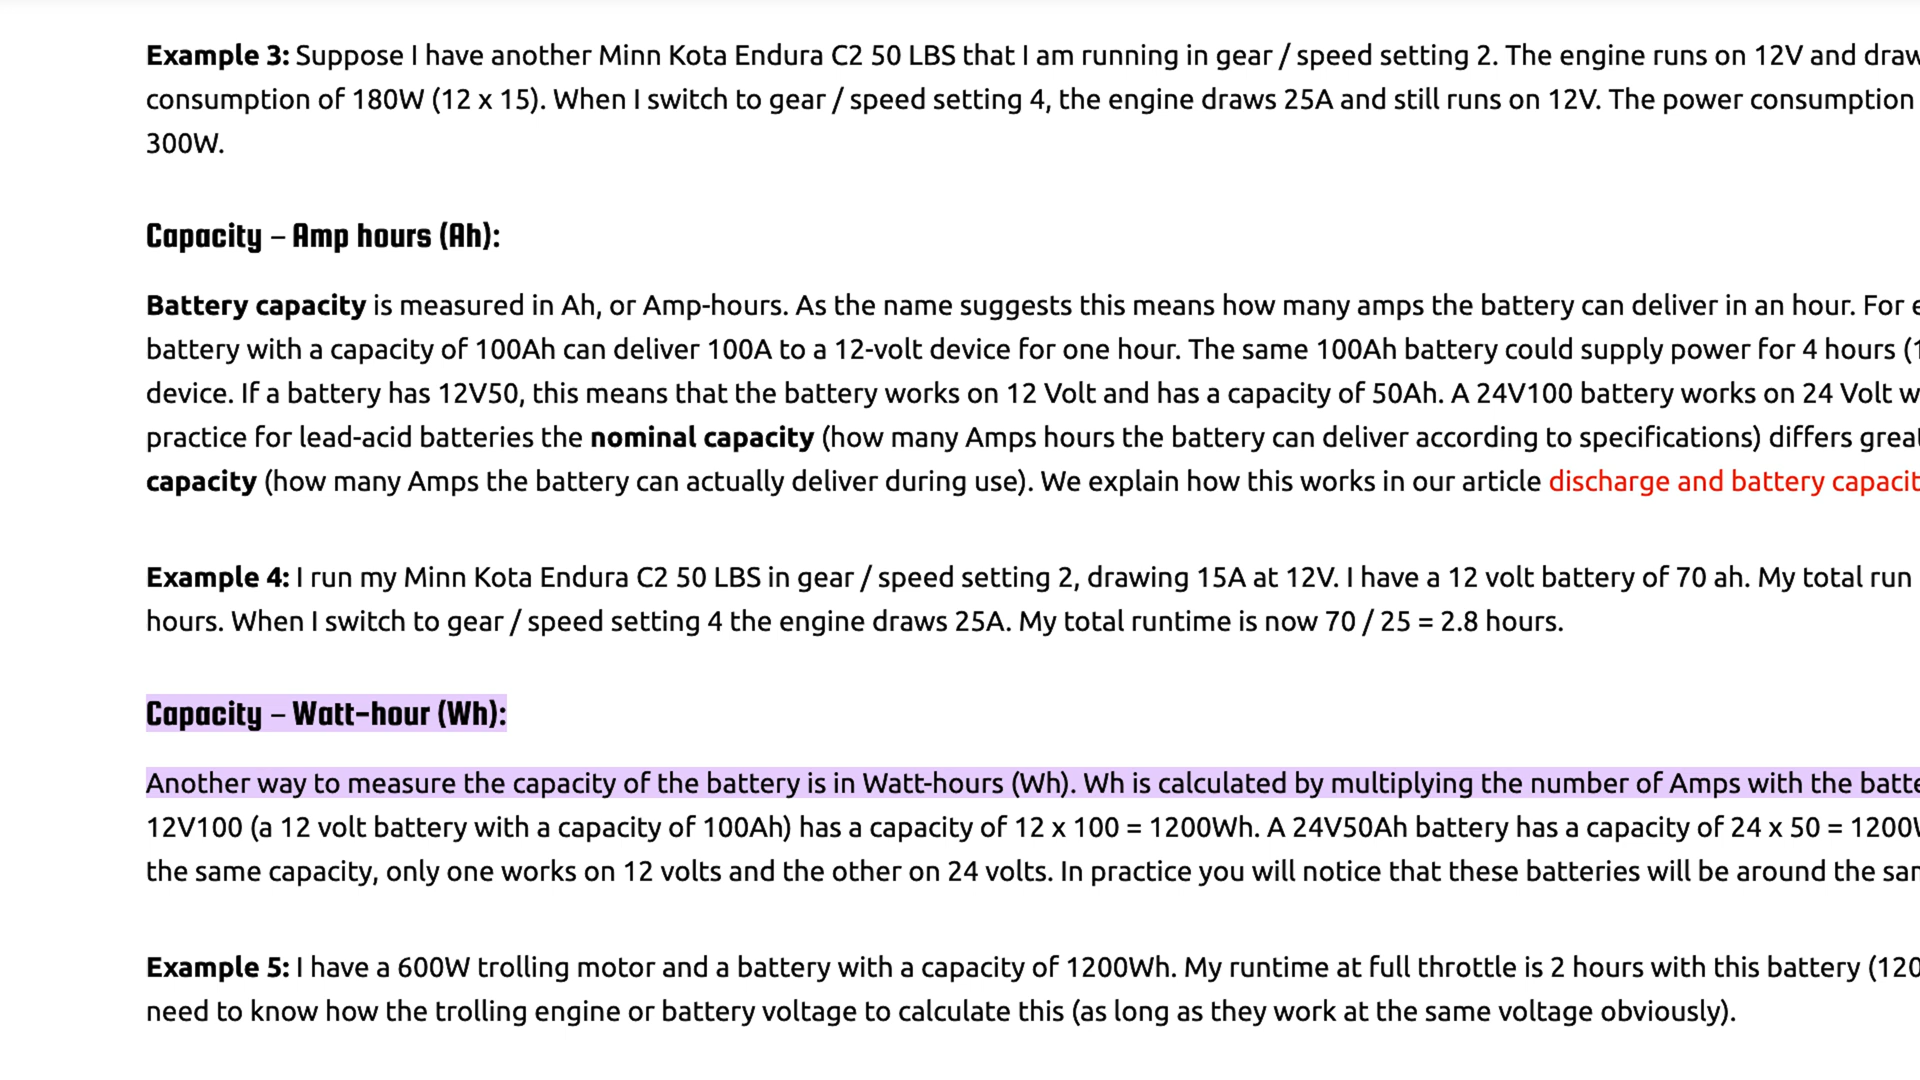 Example 3: Suppose I have another Minn Kota Endura C2 50 LBS that I am running in gear / speed setting 2. The engine runs on 12V and
consumption of 180W (12 x 15). When I switch to gear / speed setting 4, the engine draws 25A and still runs on 12V. The power consumption
300W.
Capacity – Amp hours (Ah):
Battery capacity is measured in Ah, or Amp-hours. As the name suggests this means how many amps the battery can deliver in an hour. For
battery with a capacity of 100Ah can deliver 100A to a 12-volt device for one hour. The same 100Ah battery could supply power for 4 hours
device. If a battery has 12V50, this means that the battery works on 12 Volt and has a capacity of 50Ah. A 24V100 battery works on 24 Volt
practice for lead-acid batteries the nominal capacity (how many Amps hours the battery can deliver according to specifications) differs
capacity (how many Amps the battery can actually deliver during use). We explain how this works in our article discharge and battery
Example 4: I run my Minn Kota Endura C2 50 LBS in gear / speed setting 2, drawing 15A at 12V. I have a 12 volt battery of 70 ah. My total run
hours. When I switch to gear / speed setting 4 the engine draws 25A. My total runtime is now 70 / 25 = 2.8 hours.
Capacity – Watt-hour (Wh):
Another way to measure the capacity of the battery is in Watt-hours (Wh). Wh is calculated by multiplying the number of Amps with the
12V100 (a 12 volt battery with a capacity of 100Ah) has a capacity of 12 x 100 = 1200Wh. A 24V50Ah battery has a capacity of 24 x 50 =
the same capacity, only one works on 12 volts and the other on 24 volts. In practice you will notice that these batteries will be around the
Example 5: I have a 600W trolling motor and a battery with a capacity of 1200Wh. My runtime at full throttle is 2 hours with this battery
need to know how the trolling engine or battery voltage to calculate this (as long as they work at the same voltage obviously).